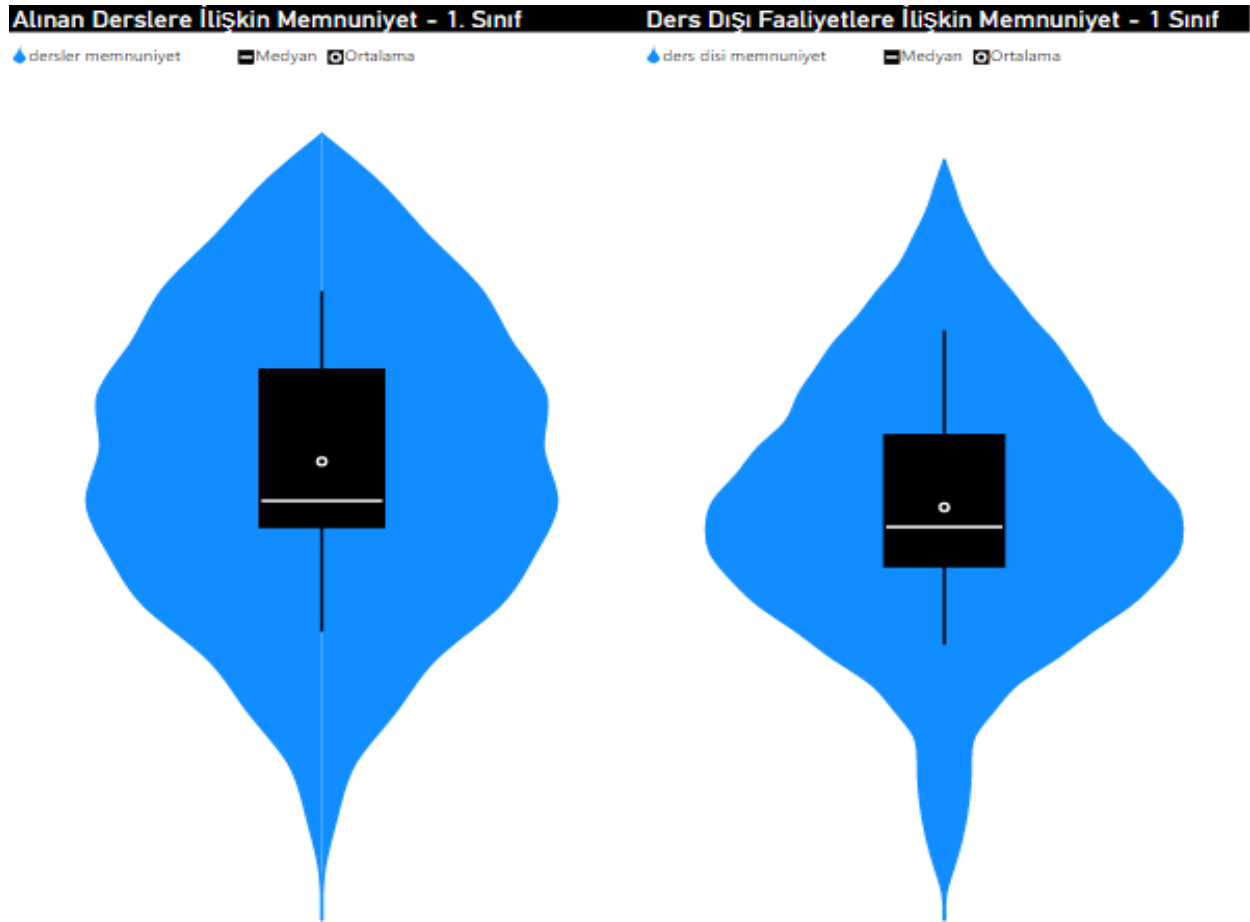 Alınan Derslere İlişkin Memnuniyet - 1. Sınıf
dersler memnuniyet Medyan Ortalama
Ders Dışı Faaliyetlere İlişkin Memnuniyet - 1 Sınıf
ders disi memnuniyet Medyan Ortalama